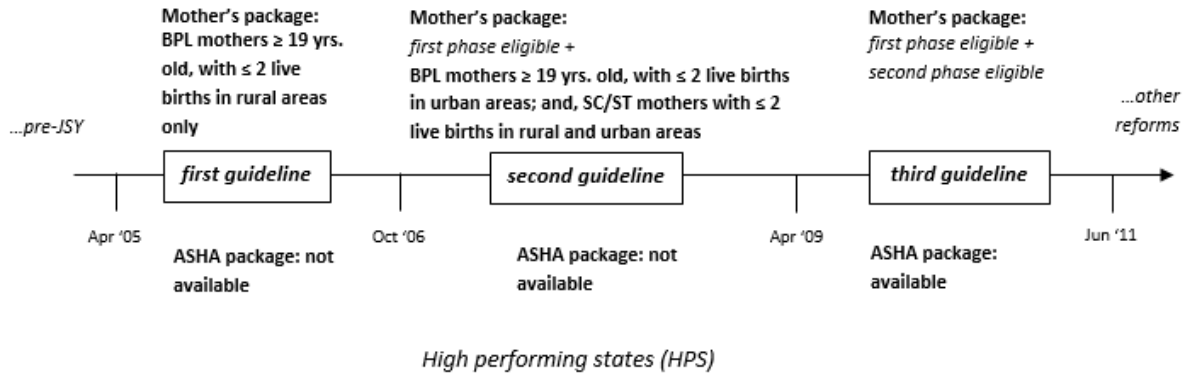 Mother's package:
BPL mothers ≥ 19 yrs.
old, with ≤ 2 live
births in rural areas
only
Mother's package:
first phase eligible +
BPL mothers ≥ 19 yrs. old, with ≤ 2 live births
in urban areas; and, SC/ST mothers with ≤ 2
live births in rural and urban areas
Mother's package:
first phase eligible +
second phase eligible
...pre-JSY
...other
reforms
first guideline
second guideline
third guideline
Apr '05
Oct '06
Apr '09
Jun '11
ASHA package: not
available
ASHA package: not
available
ASHA package:
available
High performing states (HPS)